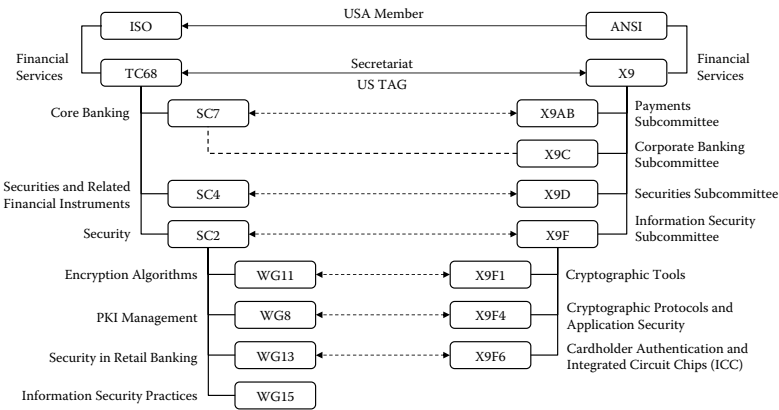 USA Member
ISO
ANSI
Financial
Services
Secretariat
Financial
Services
TC68
X9
US TAG
Core Banking
SC7
X9AB
Payments
Subcommittee
X9C
Corporate Banking
Subcommittee
Securities and Related
Financial Instruments
SC4
X9D
Securities Subcommittee
Security
SC2
X9F
Information Security
Subcommittee
Encryption Algorithms
WG11
X9F1
Cryptographic Tools
PKI Management
WG8
X9F4
Cryptographic Protocols and
Application Security
Security in Retail Banking
WG13
X9F6
Cardholder Authentication and
Integrated Circuit Chips (ICC)
Information Security Practices
WG15